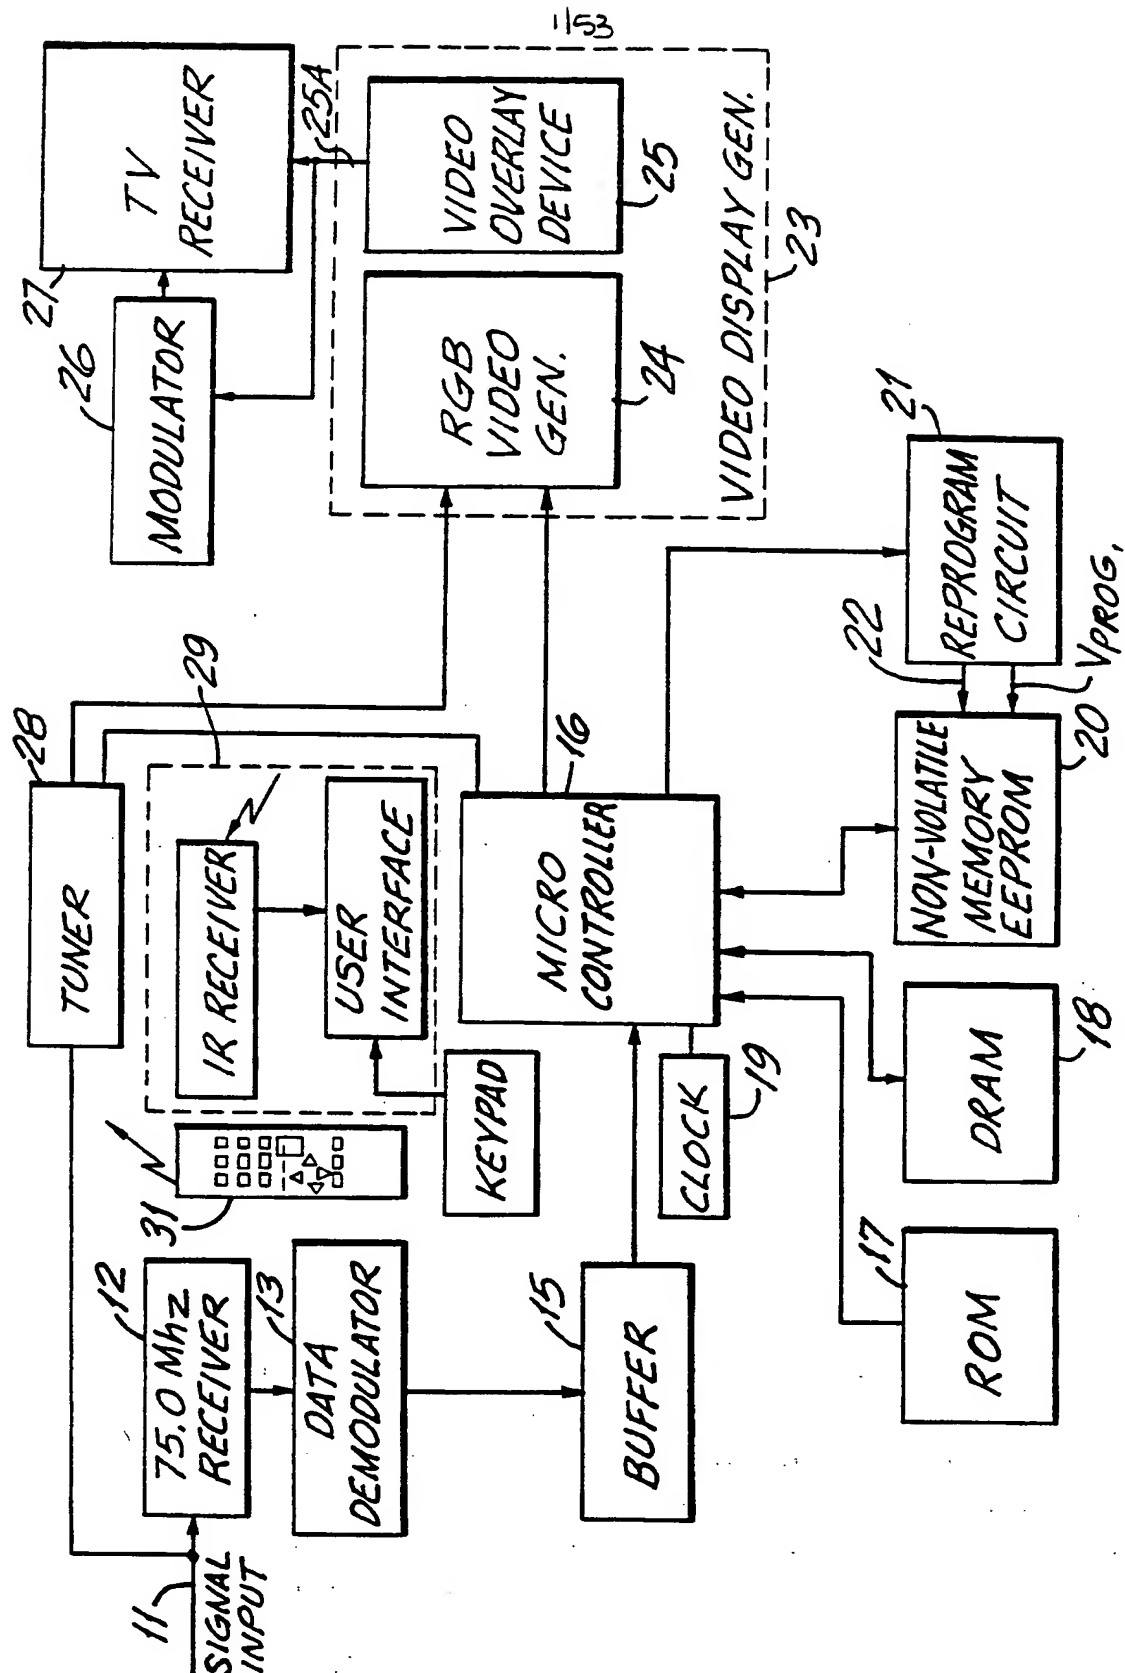 1/53
11
SIGNAL
INPUT
12
75.0 Mhz
RECEIVER
13
DATA
DEMODULATOR
15
BUFFER
31
TUNER
28
IR RECEIVER
29
USER
INTERFACE
KEYPAD
MICRO
CONTROLLER
16
CLOCK
19
ROM
17
DRAM
18
NON-VOLATILE
MEMORY
EEPROM
20
22
VPROG.
REPROGRAM
CIRCUIT
21
MODULATOR
26
TV
RECEIVER
27
25A
RGB
VIDEO
GEN.
24
VIDEO
OVERLAY
DEVICE
25
VIDEO DISPLAY GEN.
23